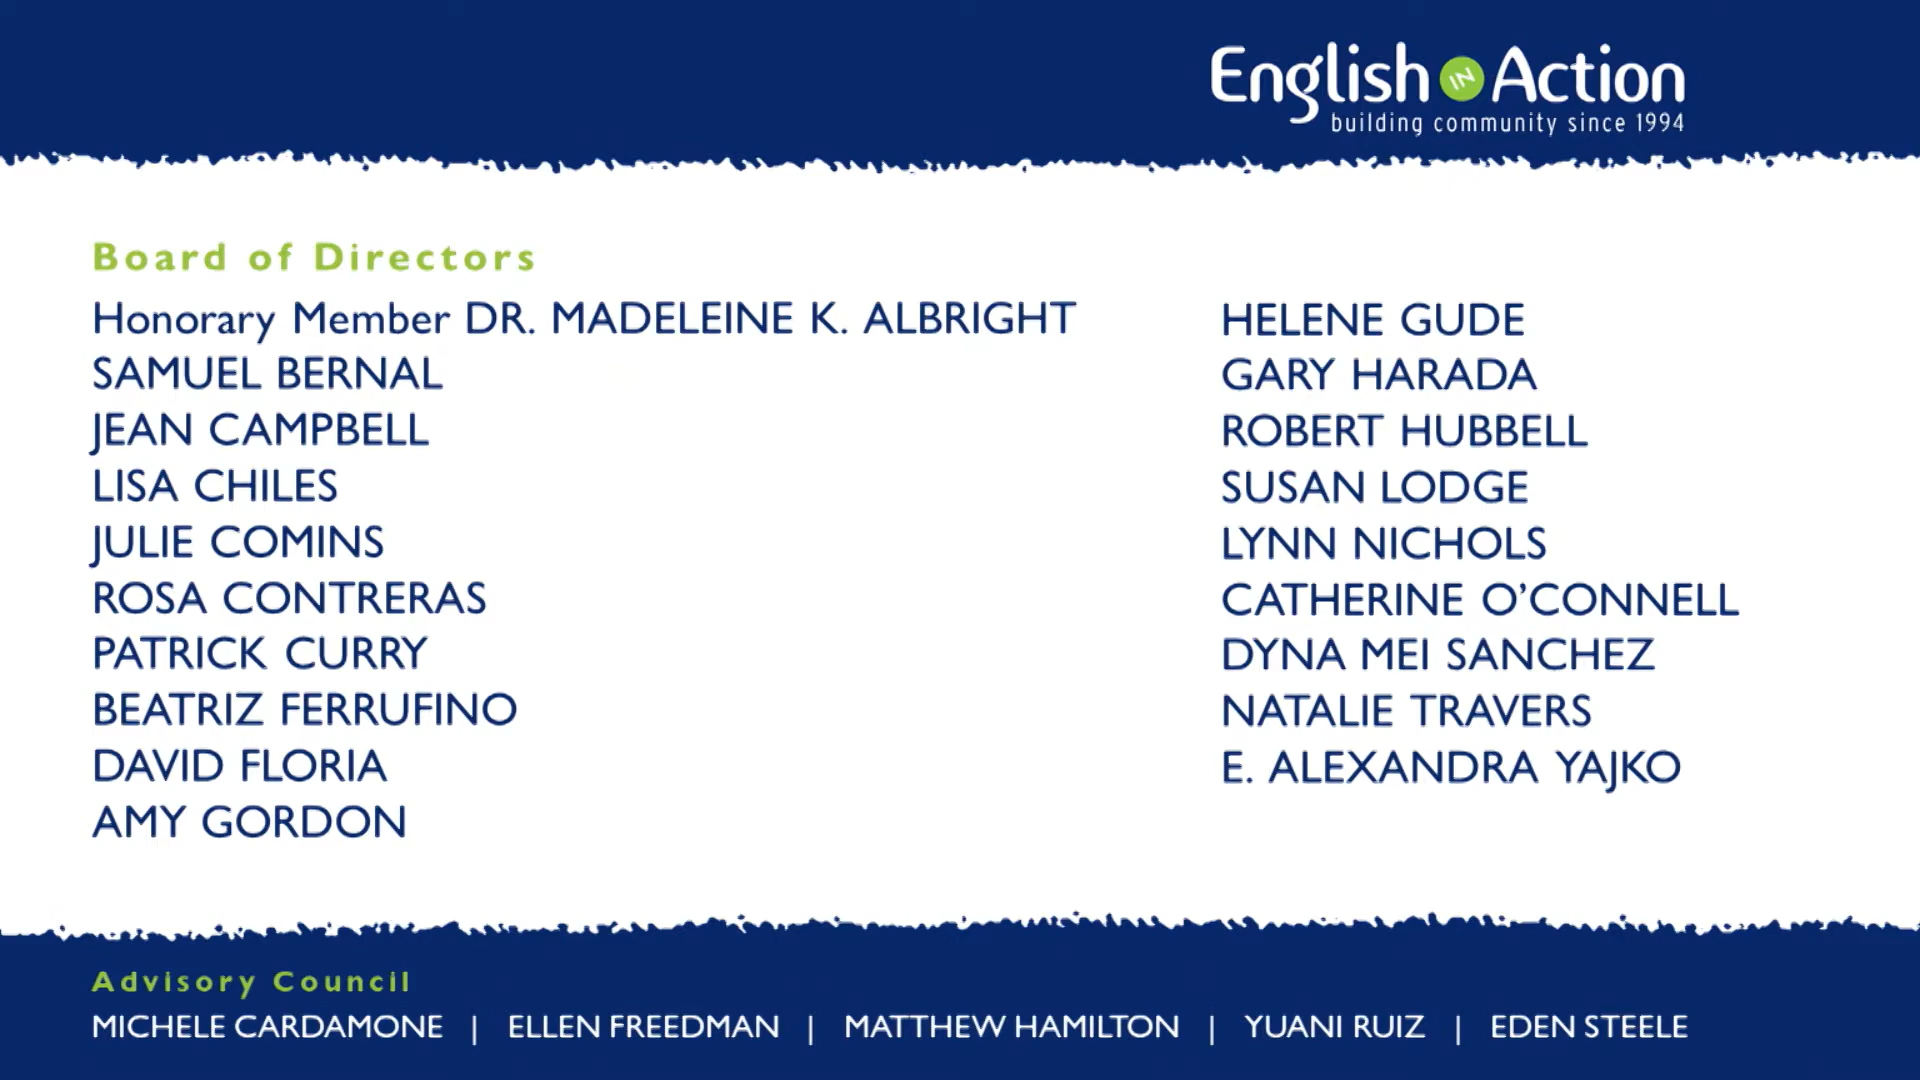 English IN Action
building community since 1994
Board of Directors
Honorary Member DR. MADELEINE K. ALBRIGHT
SAMUEL BERNAL
JEAN CAMPBELL
LISA CHILES
JULIE COMINS
ROSA CONTRERAS
PATRICK CURRY
BEATRIZ FERRUFINO
DAVID FLORIA
AMY GORDON
HELENE GUDE
GARY HARADA
ROBERT HUBBELL
SUSAN LODGE
LYNN NICHOLS
CATHERINE O’CONNELL
DYNA MEI SANCHEZ
NATALIE TRAVERS
E. ALEXANDRA YAJKO
Advisory Council
MICHELE CARDAMONE | ELLEN FREEDMAN | MATTHEW HAMILTON | YUANI RUIZ | EDEN STEELE